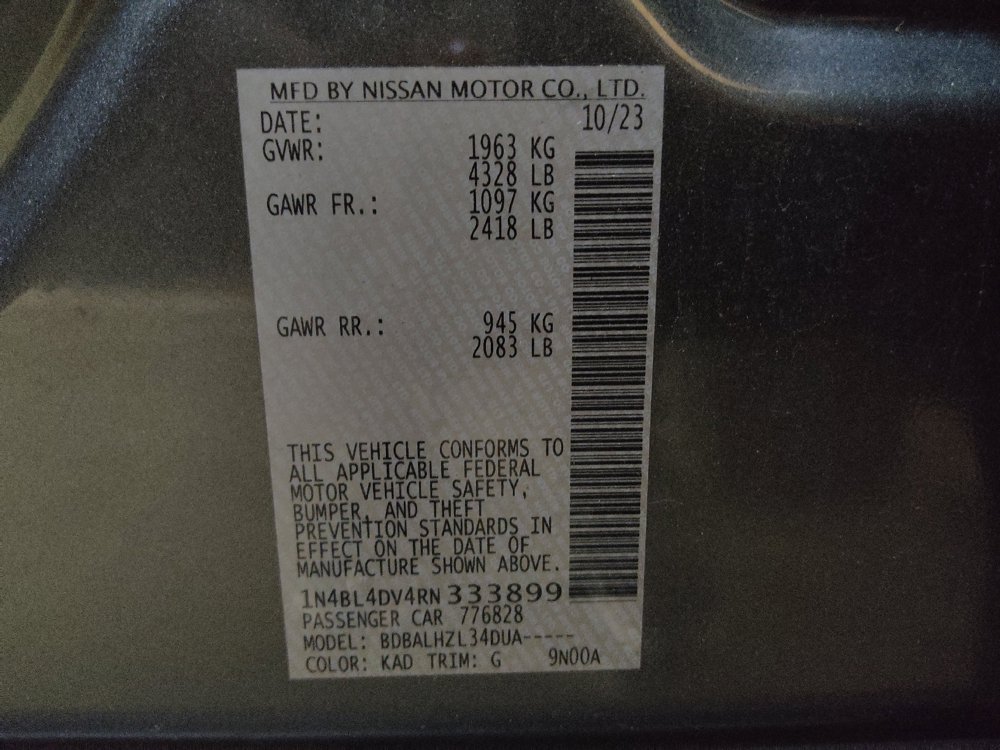 MFD BY NISSAN MOTOR CO., LTD.
DATE: 10/23
GVWR: 1963 KG
4328 LB
GAWR FR.: 1097 KG
2418 LB
GAWR RR.: 945 KG
2083 LB
THIS VEHICLE CONFORMS TO
ALL APPLICABLE FEDERAL
MOTOR VEHICLE SAFETY,
BUMPER, AND THEFT
PREVENTION STANDARDS IN
EFFECT ON THE DATE OF
MANUFACTURE SHOWN ABOVE.
1N4BL4DV4RN 333899
PASSENGER CAR 776828
MODEL: BDBALHZL34DUA-----
COLOR: KAD TRIM: G 9N00A